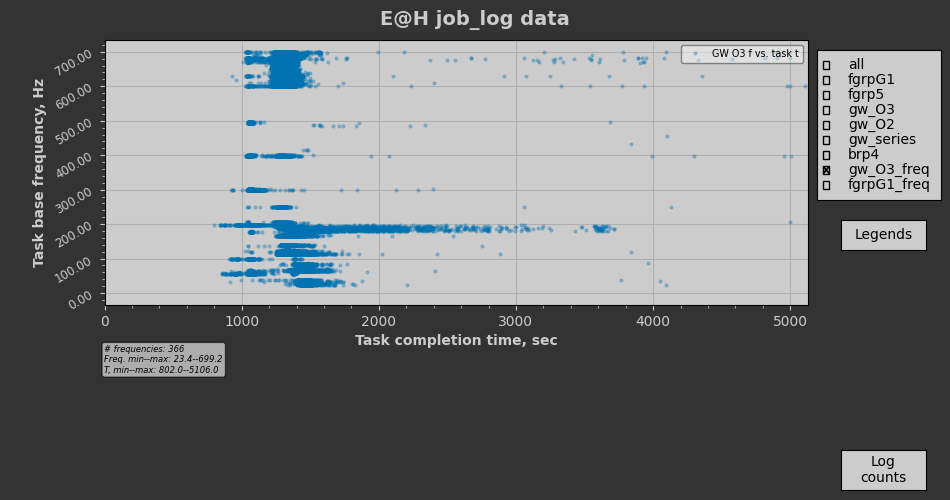 E@H job_log data
Task base frequency, Hz
700.00
600.00
500.00
400.00
300.00
200.00
100.00
0.00
GW O3 f vs. task t
0 1000 2000 3000 4000 5000
Task completion time, sec
# frequencies: 366
Freq. min--max: 23.4--699.2
T, min--max: 802.0--5106.0
all
fgrpG1
fgrp5
gw_O3
gw_O2
gw_series
brp4
gw_O3_freq
fgrpG1_freq
Legends
Log
counts